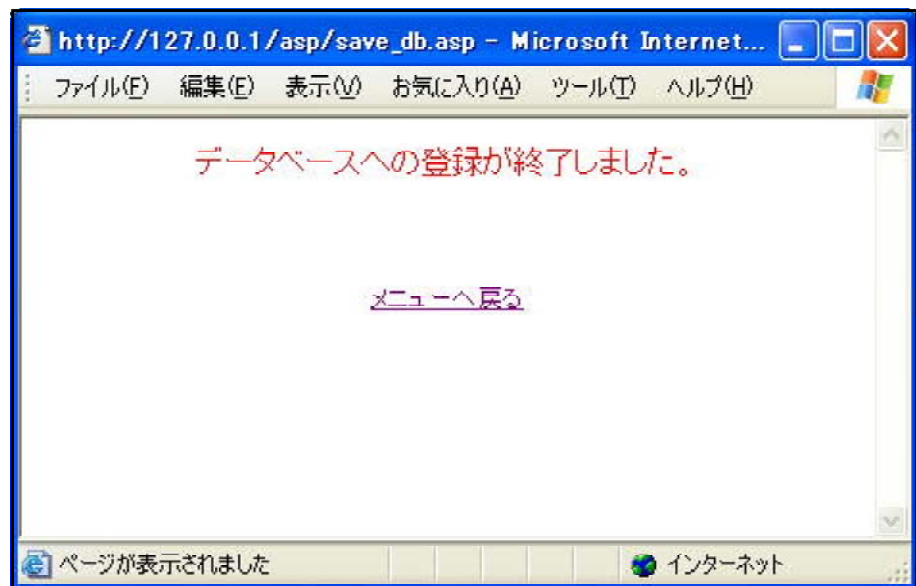 http://127.0.0.1/asp/save_db.asp - Microsoft Internet...
ファイル(F) 編集(E) 表示(V) お気に入り(A) ツール(T) ヘルプ(H)
データベースへの登録が終了しました。
メニューへ戻る
ページが表示されました インターネット